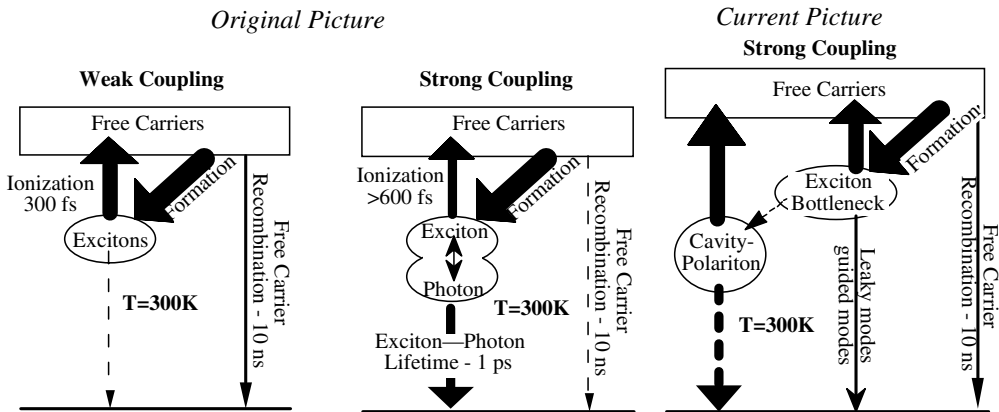 Original Picture
Weak Coupling
Free Carriers
Ionization
300 fs
Formation
Excitons
T=300K
Free Carrier
Recombination - 10 ns
Strong Coupling
Free Carriers
Ionization
>600 fs
Formation
Exciton
Photon
T=300K
Exciton—Photon
Lifetime - 1 ps
Free Carrier
Recombination - 10 ns
Current Picture
Strong Coupling
Free Carriers
Formation
Exciton
Bottleneck
Cavity-
Polariton
T=300K
Leaky modes
guided modes
Free Carrier
Recombination - 10 ns